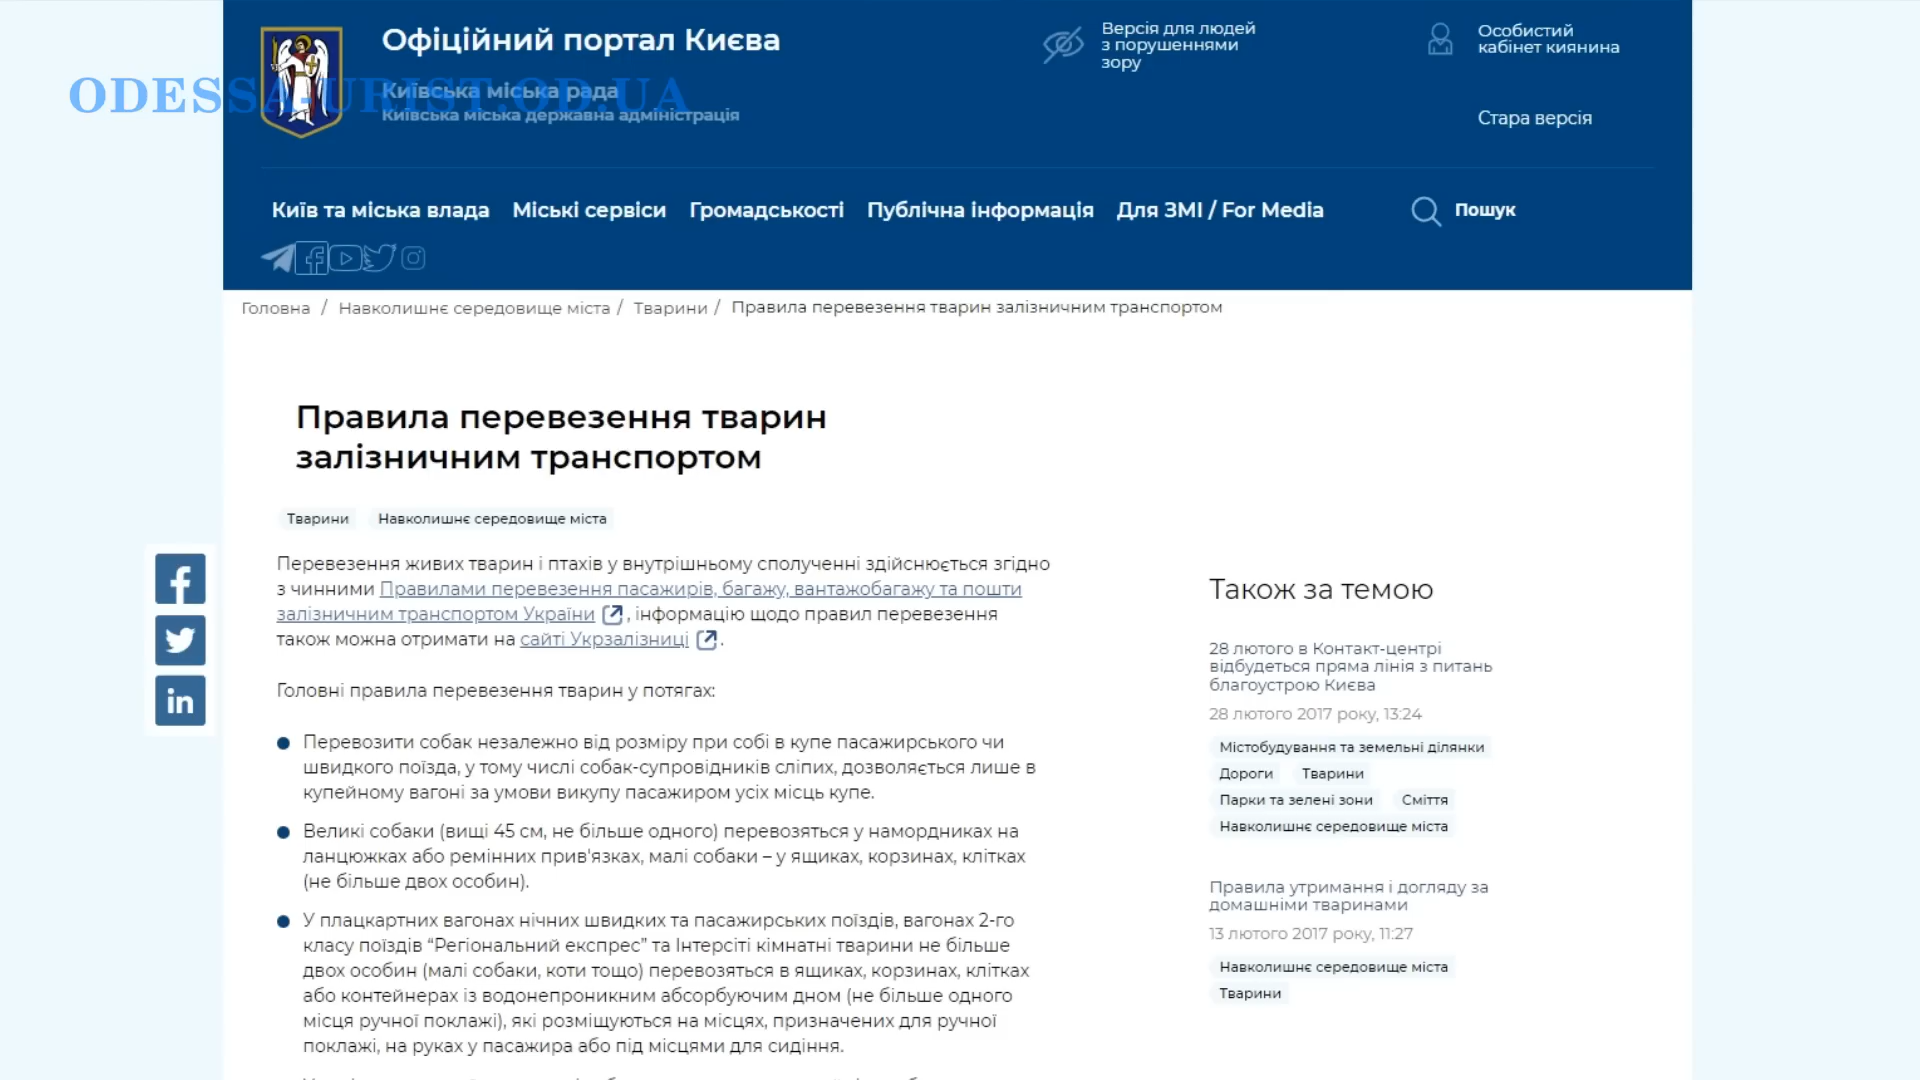 Офіційний портал Києва
Київська міська рада
Київська міська державна адміністрація
ODESSA-URIST.OD.UA
Версія для людей
з порушеннями
зору
Особистий
кабінет киянина
Стара версія
Київ та міська влада Міські сервіси Громадськості Публічна інформація Для ЗМІ / For Media Пошук
Головна / Навколишнє середовище міста / Тварини / Правила перевезення тварин залізничним транспортом
Правила перевезення тварин
залізничним транспортом
Тварини Навколишнє середовище міста
Перевезення живих тварин і птахів у внутрішньому сполученні здійснюється згідно
з чинними Правилами перевезення пасажирів, багажу, вантажобагажу та пошти
залізничним транспортом України , інформацію щодо правил перевезення
також можна отримати на сайті Укрзалізниці .
Головні правила перевезення тварин у потягах:
Перевозити собак незалежно від розміру при собі в купе пасажирського чи
швидкого поїзда, у тому числі собак-супровідників сліпих, дозволяється лише в
купейному вагоні за умови викупу пасажиром усіх місць купе.
Великі собаки (вищі 45 см, не більше одного) перевозяться у намордниках на
ланцюжках або ремінних прив'язках, малі собаки – у ящиках, корзинах, клітках
(не більше двох особин).
У плацкартних вагонах нічних швидких та пасажирських поїздів, вагонах 2-го
класу поїздів “Регіональний експрес” та Інтерсіті кімнатні тварини не більше
двох особин (малі собаки, коти тощо) перевозяться в ящиках, корзинах, клітках
або контейнерах із водонепроникним абсорбуючим дном (не більше одного
місця ручної поклажі), які розміщуються на місцях, призначених для ручної
поклажі, на руках у пасажира або під місцями для сидіння.
Також за темою
28 лютого в Контакт-центрі
відбудеться пряма лінія з питань
благоустрою Києва
28 лютого 2017 року, 13:24
Містобудування та земельні ділянки
Дороги Тварини
Парки та зелені зони Сміття
Навколишнє середовище міста
Правила утримання і догляду за
домашніми тваринами
13 лютого 2017 року, 11:27
Навколишнє середовище міста
Тварини